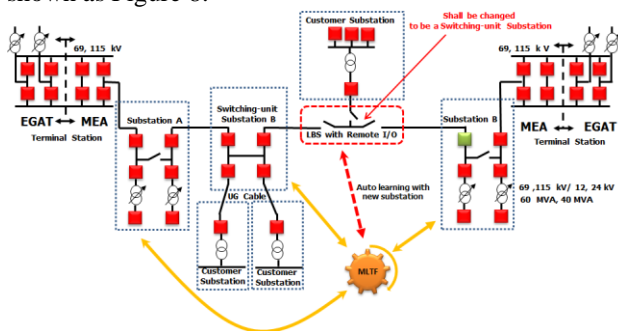 shown as Figure 8.
Customer Substation
Shall be changed
to be a Switching-unit Substation
69, 115 kV
69, 115 k V
EGAT
MEA
Terminal Station
Substation A
Switching-unit
Substation B
LBS with Remote I/O
Substation B
MEA
EGAT
Terminal Station
Auto learning with
new substation
69 ,115 kV/ 12, 24 kV
60 MVA, 40 MVA
UG Cable
Customer
Substation
Customer
Substation
MLTF